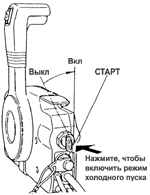 Вкл
Выкл
СТАРТ
Нажмите, чтобы
включить режим
холодного пуска